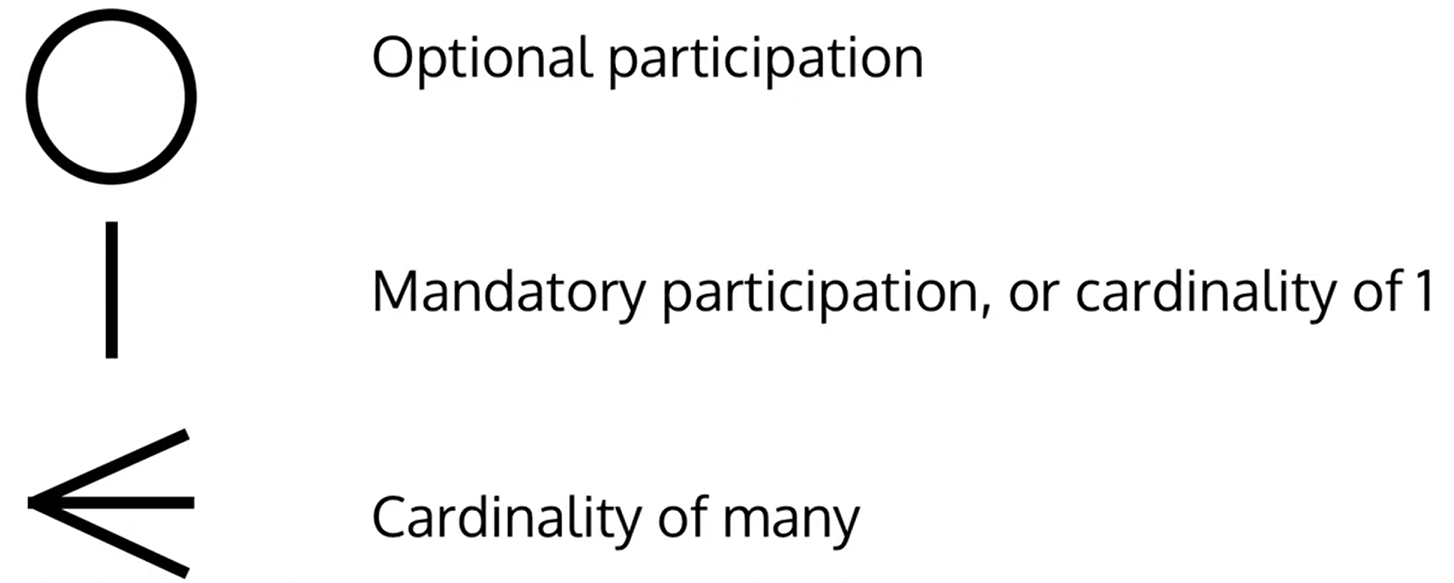 Optional participation
Mandatory participation, or cardinality of 1
Cardinality of many